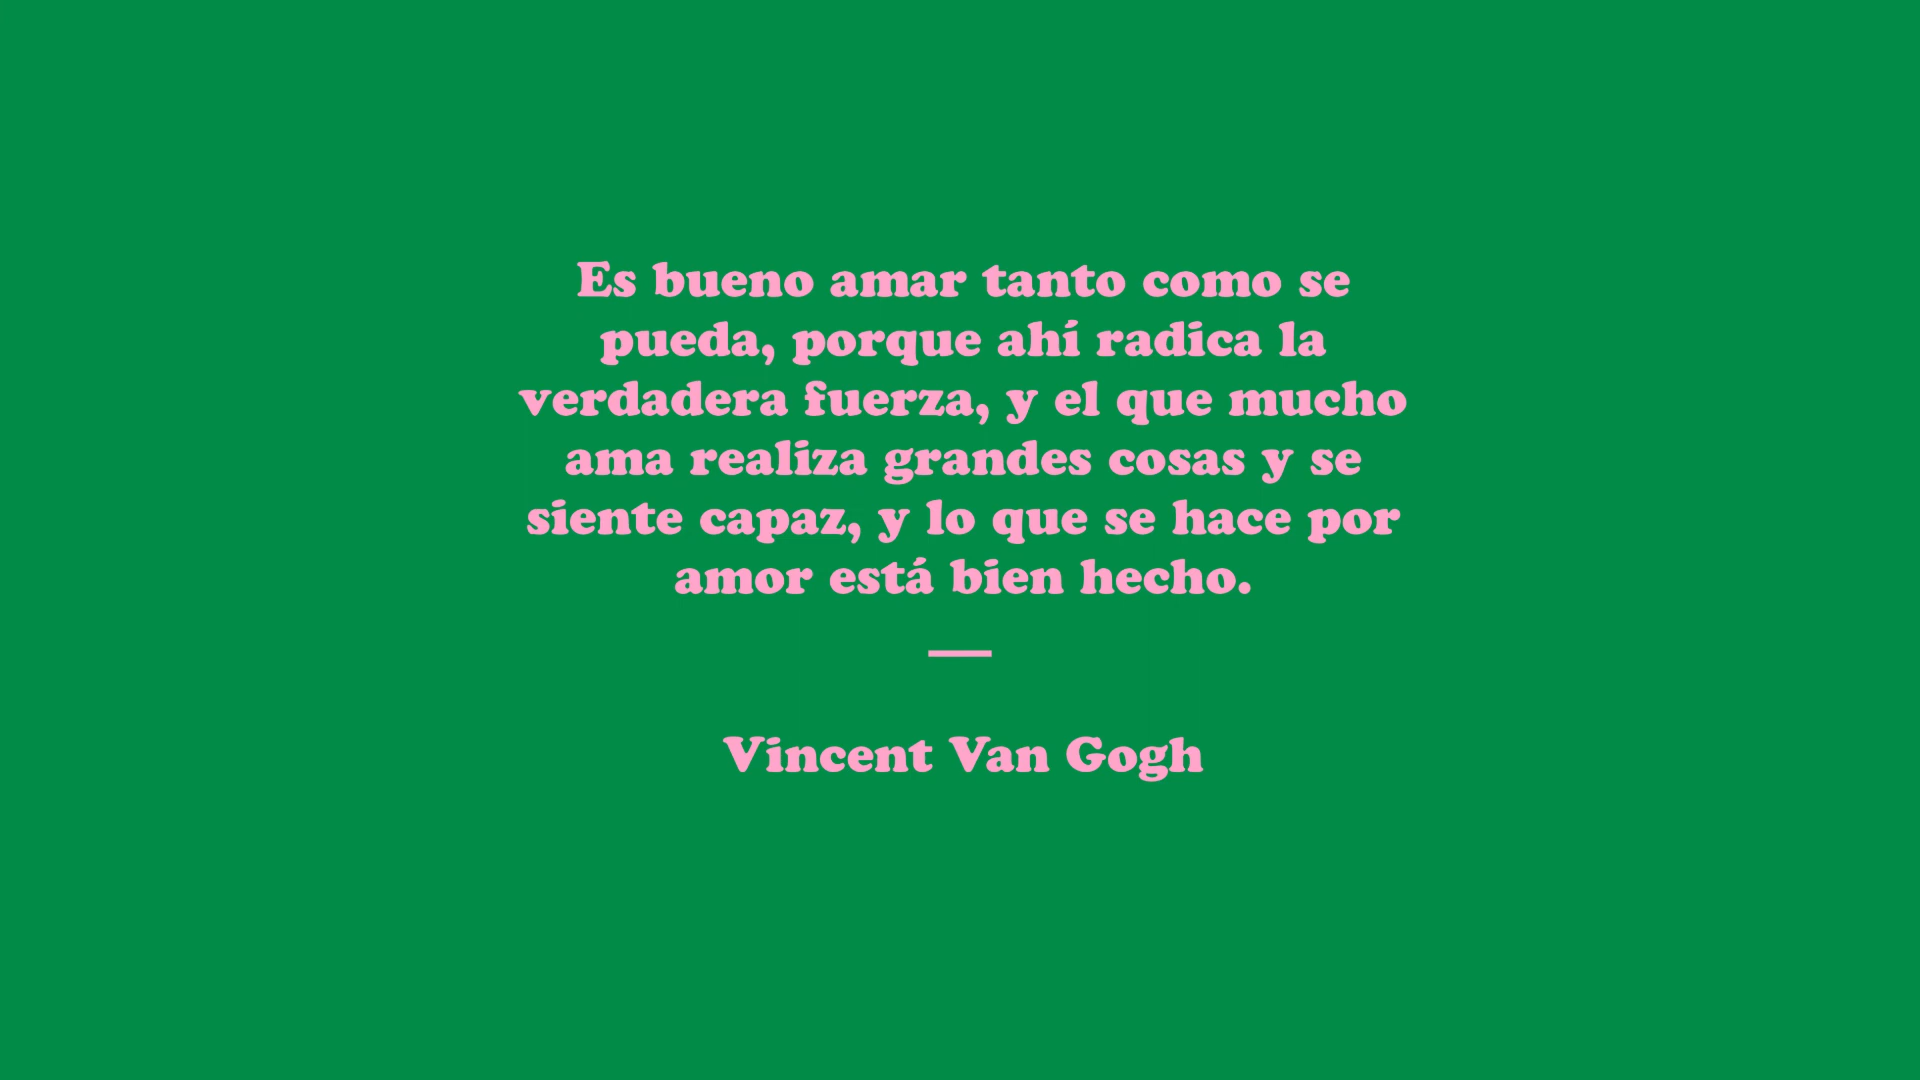 Es bueno amar tanto como se
pueda, porque ahí radica la
verdadera fuerza, y el que mucho
ama realiza grandes cosas y se
siente capaz, y lo que se hace por
amor está bien hecho.
—
Vincent Van Gogh